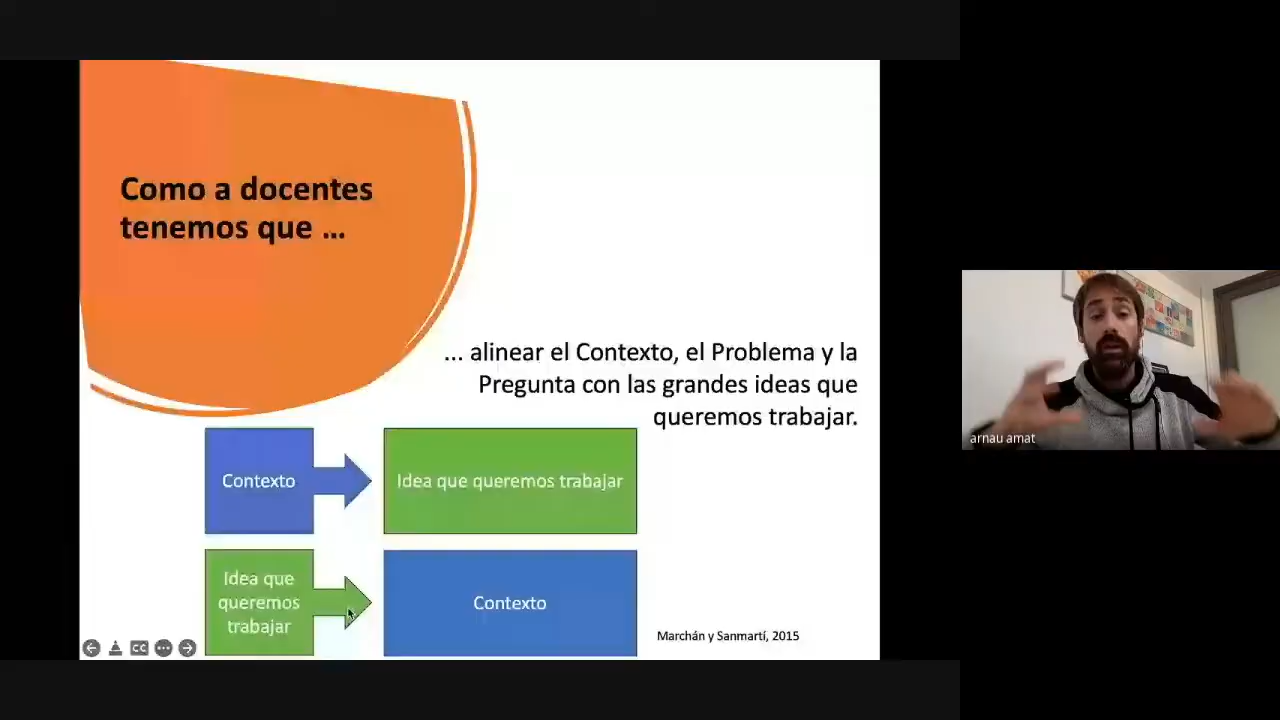 Como a docentes
tenemos que ...
... alinear el Contexto, el Problema y la
Pregunta con las grandes ideas que
queremos trabajar.
Contexto
Idea que queremos trabajar
Idea que
queremos
trabajar
Contexto
Marchán y Sanmartí, 2015
CC
arnau amat